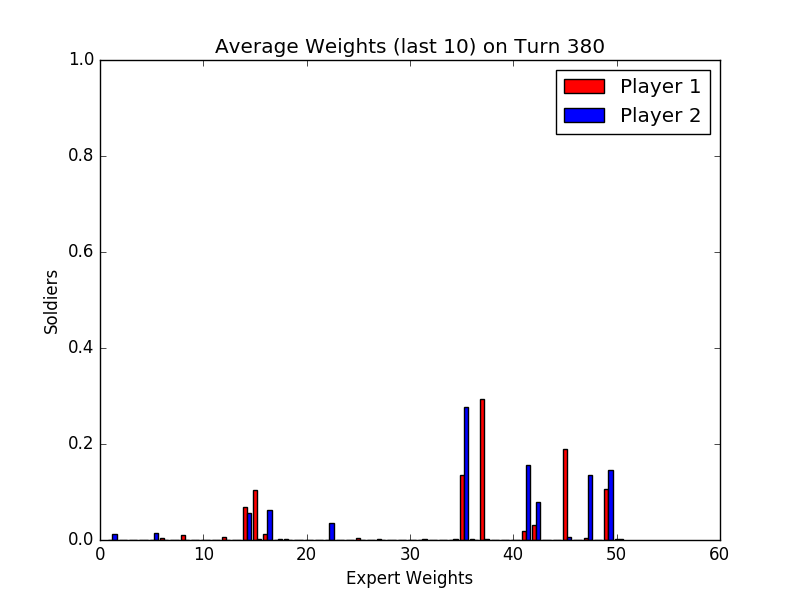 Average Weights (last 10) on Turn 380
1.0
0.8
0.6
0.4
0.2
0.0
Soldiers
Player 1
Player 2
0 10 20 30 40 50 60
Expert Weights